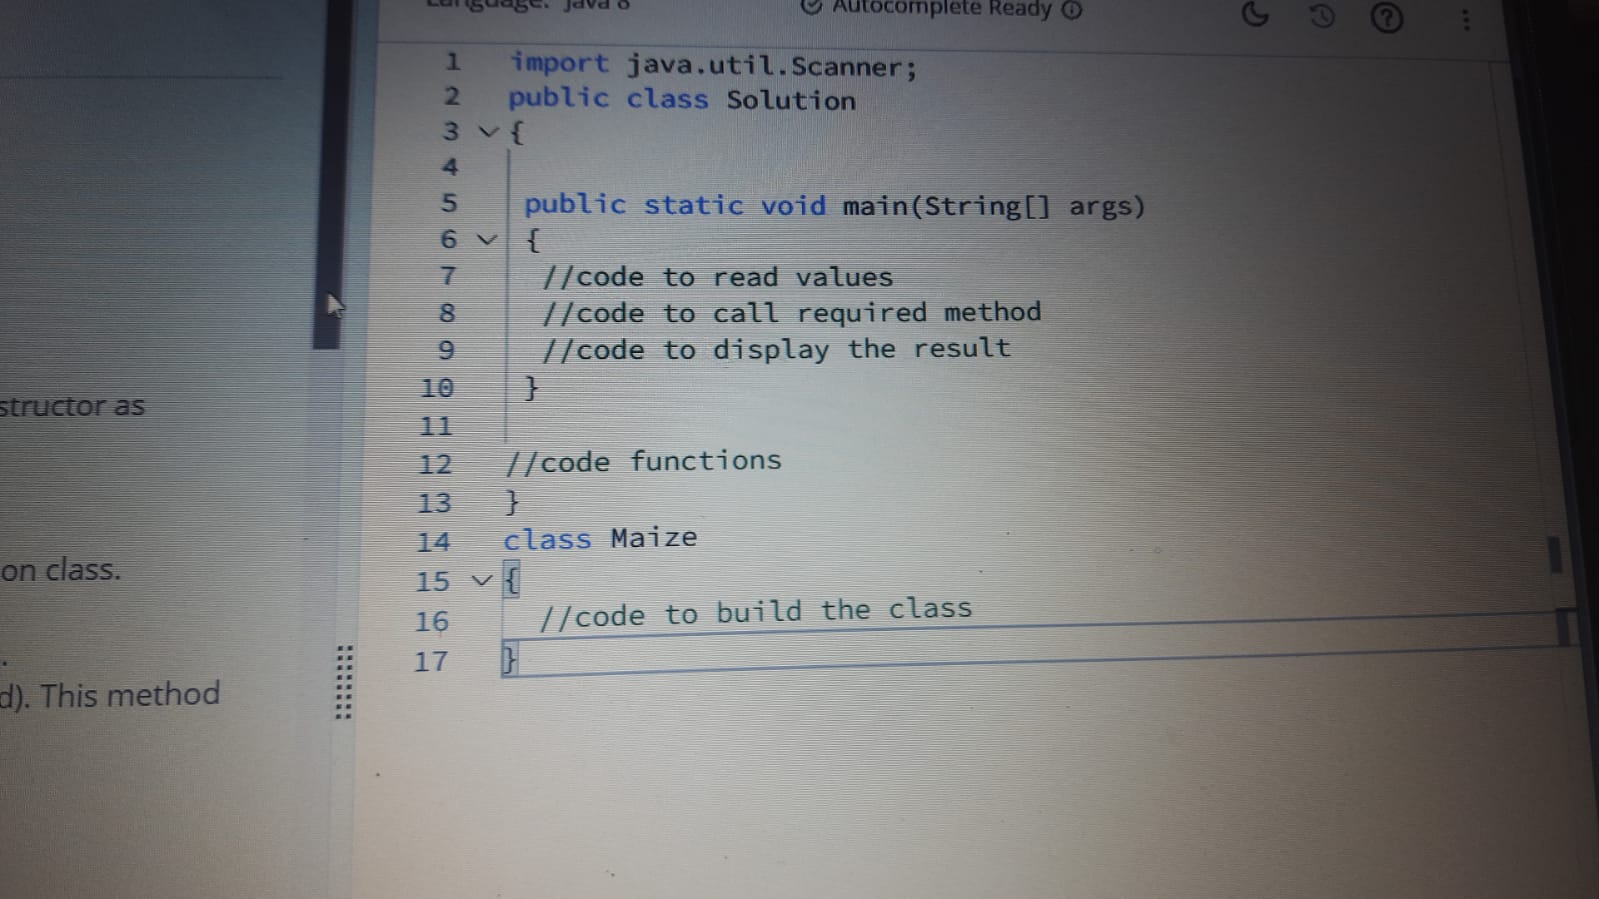 Language: Java 8
Autocomplete Ready
1 import java.util.Scanner;
2 public class Solution
3 {
4
5 public static void main(String[] args)
6 {
7 //code to read values
8 //code to call required method
9 //code to display the result
10 }
11
12 //code functions
13 }
14 class Maize
15 {
16 //code to build the class
17 }
structor as
on class.
.
d). This method